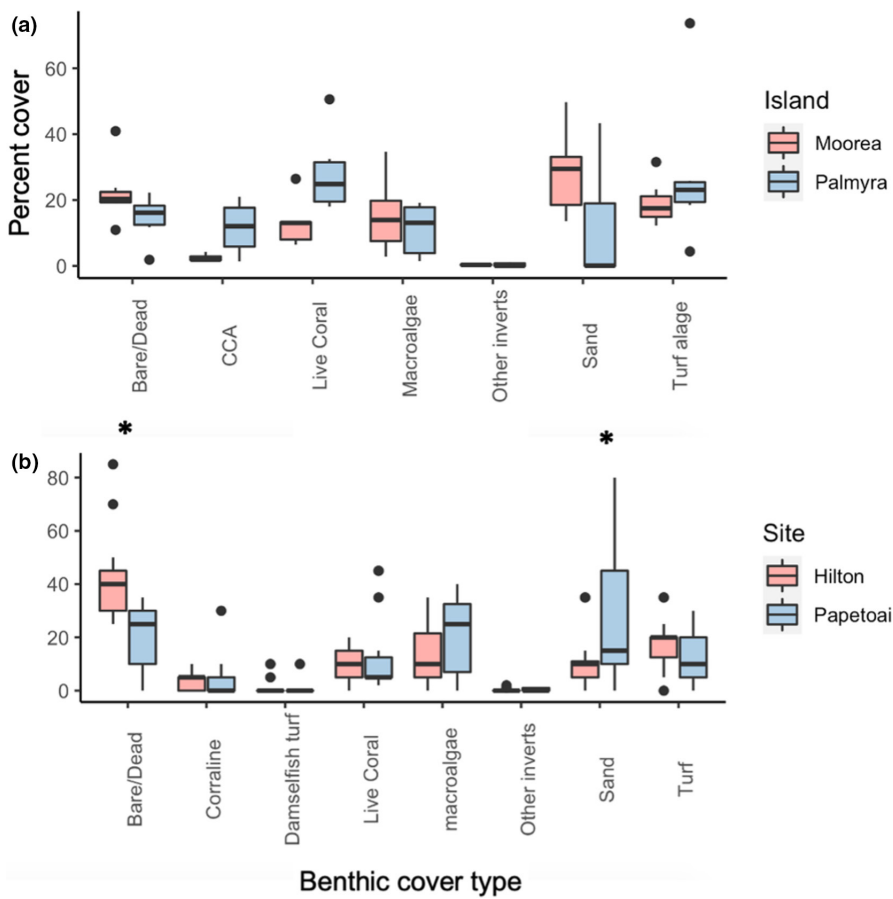 (a)
Percent cover
60
40
20
0
Bare/Dead
CCA
Live Coral
Macroalgae
Other inverts
Sand
Turf alage
Island
Moorea
Palmyra
*
*
(b)
80
60
40
20
0
Bare/Dead
Corraline
Damselfish turf
Live Coral
macroalgae
Other inverts
Sand
Turf
Site
Hilton
Papetoai
Benthic cover type